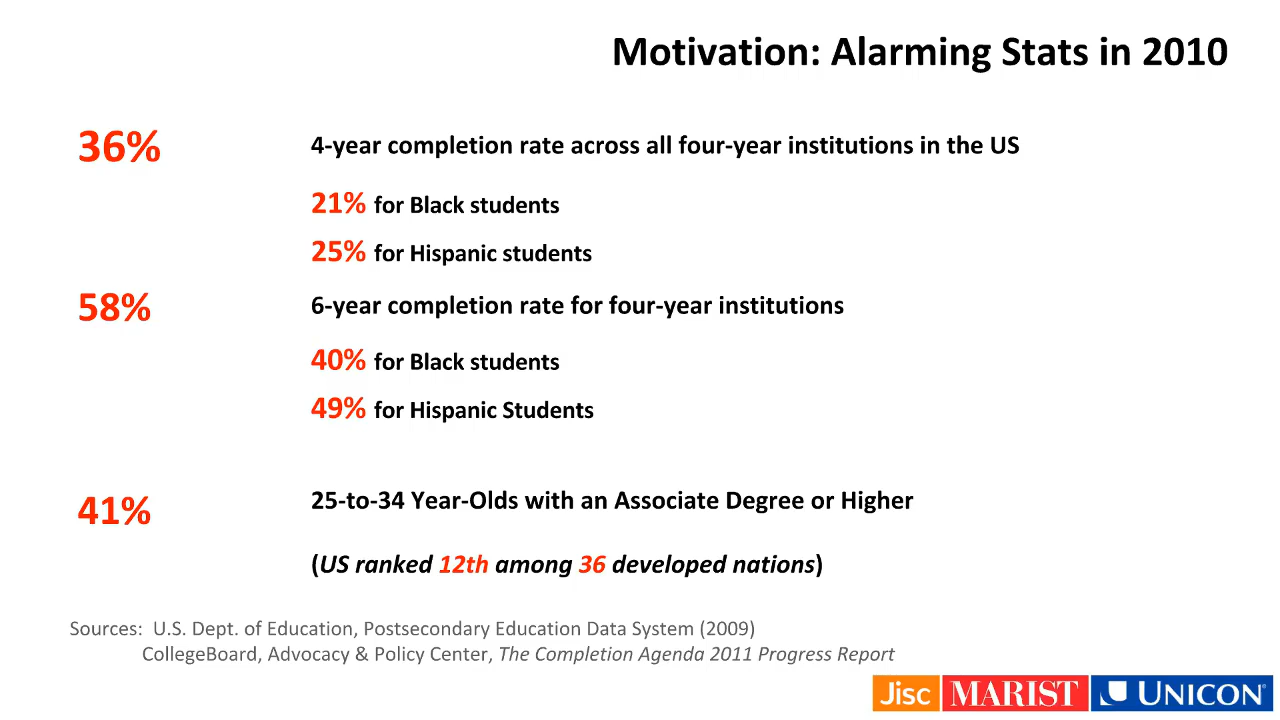 Motivation: Alarming Stats in 2010
36% 4-year completion rate across all four-year institutions in the US
21% for Black students
25% for Hispanic students
58% 6-year completion rate for four-year institutions
40% for Black students
49% for Hispanic Students
41% 25-to-34 Year-Olds with an Associate Degree or Higher
(US ranked 12th among 36 developed nations)
Sources: U.S. Dept. of Education, Postsecondary Education Data System (2009)
CollegeBoard, Advocacy & Policy Center, The Completion Agenda 2011 Progress Report
Jisc MARIST UNICON®